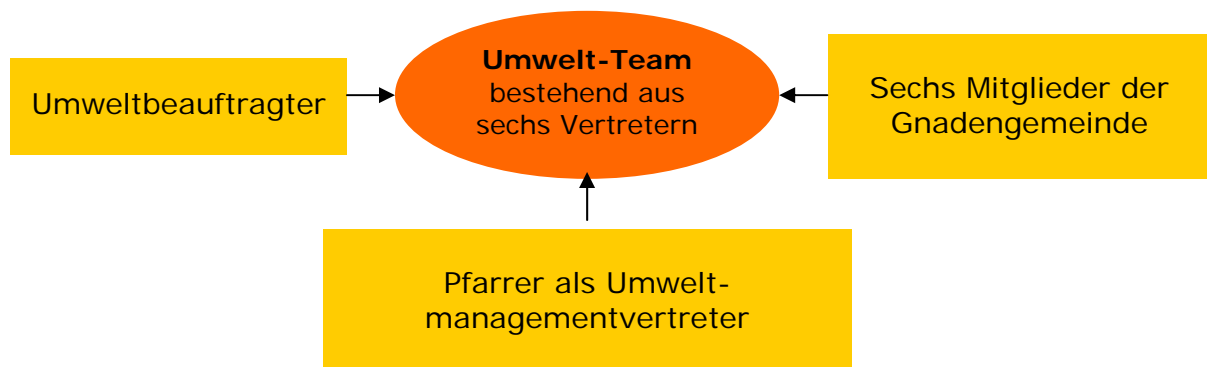 Umweltbeauftragter
Umwelt-Team
bestehend aus
sechs Vertretern
Sechs Mitglieder der
Gnadengemeinde
Pfarrer als Umwelt-
managementvertreter